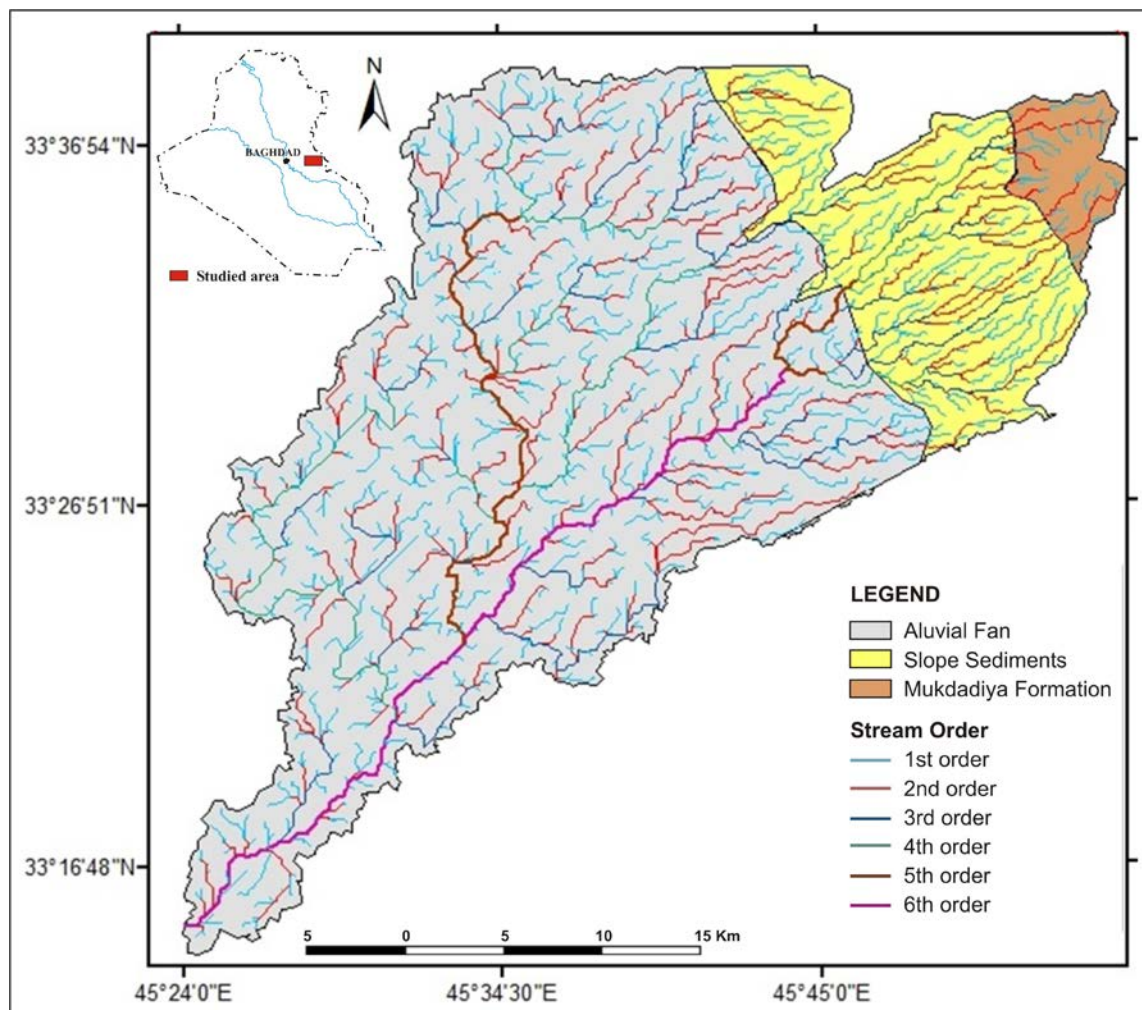 N
BAGHDAD
Studied area
33°36'54"N
33°26'51"N
33°16'48"N
LEGEND
Aluvial Fan
Slope Sediments
Mukdadiya Formation
Stream Order
1st order
2nd order
3rd order
4th order
5th order
6th order
5 0 5 10 15 Km
45°24'0"E 45°34'30"E 45°45'0"E